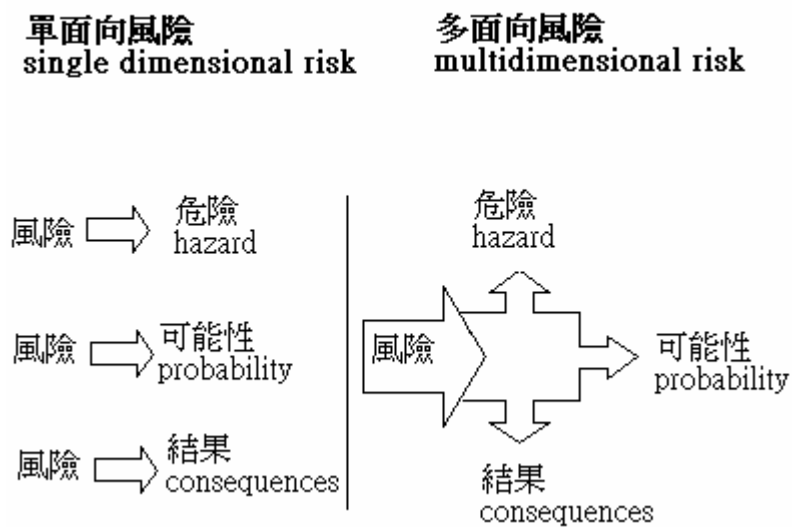 單面向風險
single dimensional risk
多面向風險
multidimensional risk
風險
危險
hazard
風險
可能性
probability
風險
結果
consequences
危險
hazard
風險
可能性
probability
結果
consequences